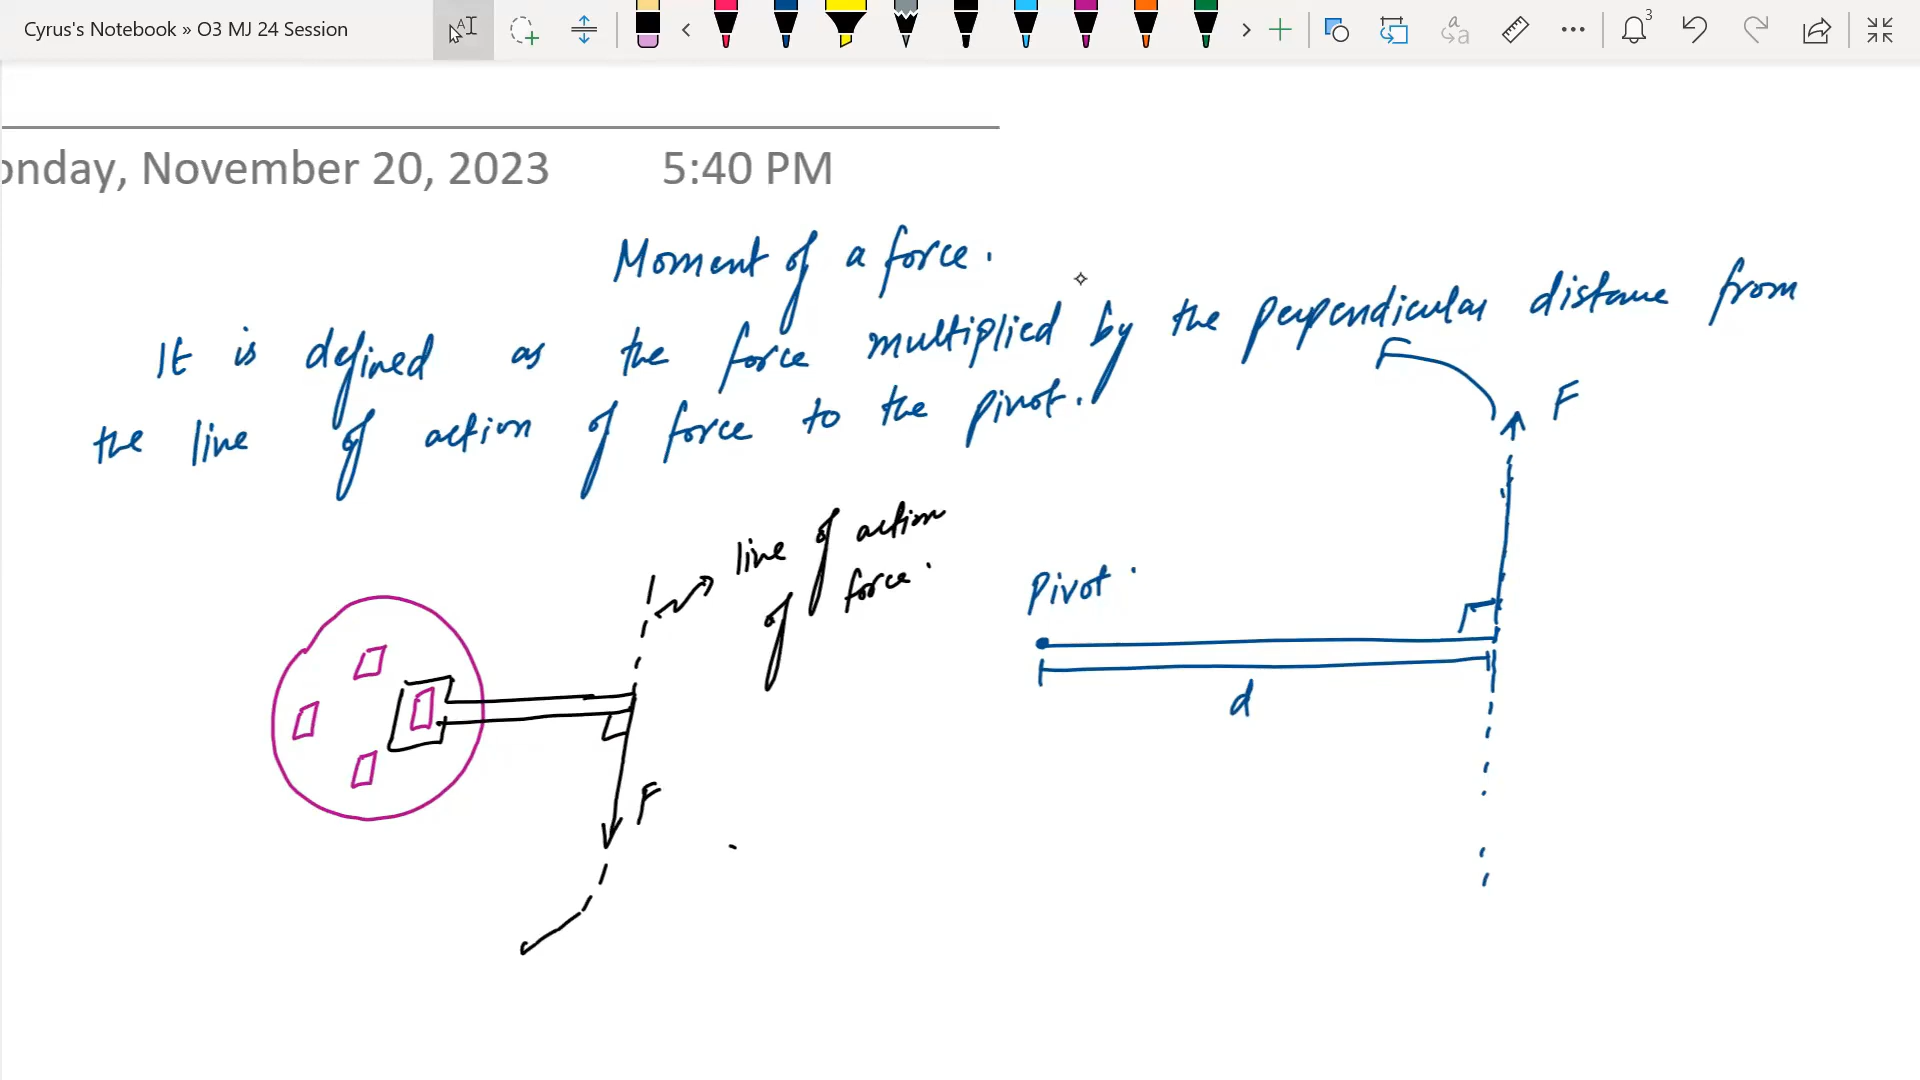 Cyrus's Notebook » O3 MJ 24 Session
3
onday, November 20, 2023 5:40 PM
Moment of a force.
It is defined as the force multiplied by the perpendicular distance from
the line of action of force to the pivot.
F
line of action
of force.
Pivot.
d
F